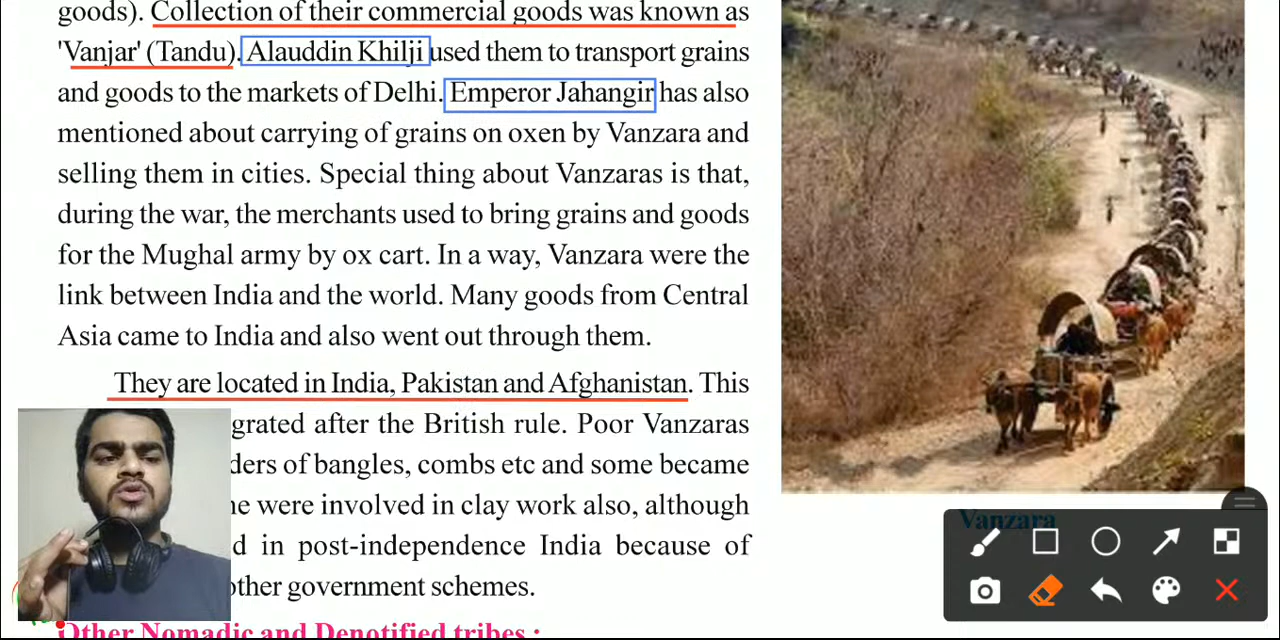 goods). Collection of their commercial goods was known as
'Vanjar' (Tandu). Alauddin Khilji used them to transport grains
and goods to the markets of Delhi. Emperor Jahangir has also
mentioned about carrying of grains on oxen by Vanzara and
selling them in cities. Special thing about Vanzaras is that,
during the war, the merchants used to bring grains and goods
for the Mughal army by ox cart. In a way, Vanzara were the
link between India and the world. Many goods from Central
Asia came to India and also went out through them.
They are located in India, Pakistan and Afghanistan. This
grated after the British rule. Poor Vanzaras
ders of bangles, combs etc and some became
were involved in clay work also, although
d in post-independence India because of
other government schemes.
Vanzara
Other Nomadic and Denotified tribes :